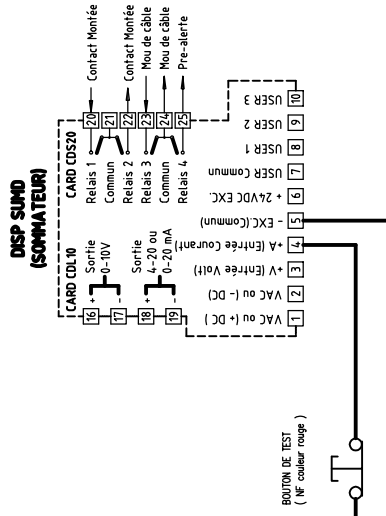 DISP SUMD
(SOMMATEUR)
CARD CDL10
16 +
Sortie
0-10V
17 -
18 +
Sortie
4-20 ou
0-20 mA
19 -
CARD CDS20
Relais 1 20 Contact Montée
Commun 21
Relais 2 22 Contact Montée
Relais 3 23 Mou de câble
Commun 24 Mou de câble
Relais 4 25 Pre-alerte
1 VAC ou (+ DC )
2 VAC ou (- DC)
3 +V (Entrée Volt)
4 + A (Entrée Courant)
5 - EXC.(Commun)
6 + 24VDC EXC.
7 USER Commun
8 USER 1
9 USER 2
10 USER 3
BOUTON DE TEST
( NF couleur rouge )